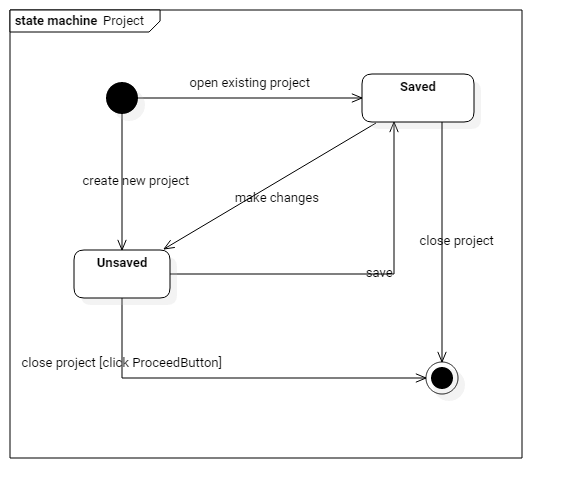 state machine Project
open existing project
Saved
create new project
make changes
Unsaved
close project
save
close project [click ProceedButton]